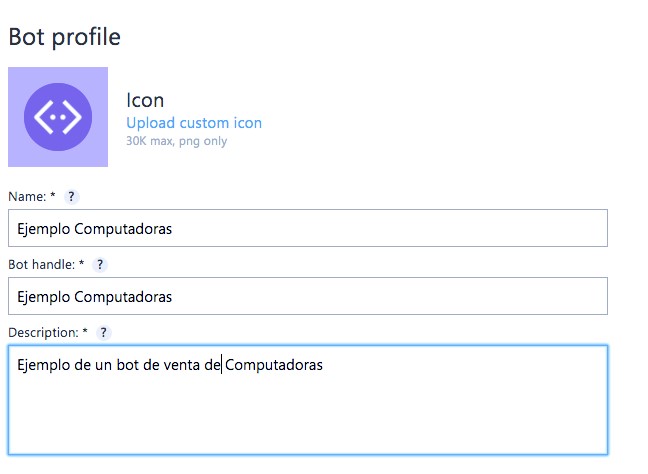 Bot profile
Icon
Upload custom icon
30K max, png only
Name: * ?
Ejemplo Computadoras
Bot handle: * ?
Ejemplo Computadoras
Description: * ?
Ejemplo de un bot de venta de Computadoras